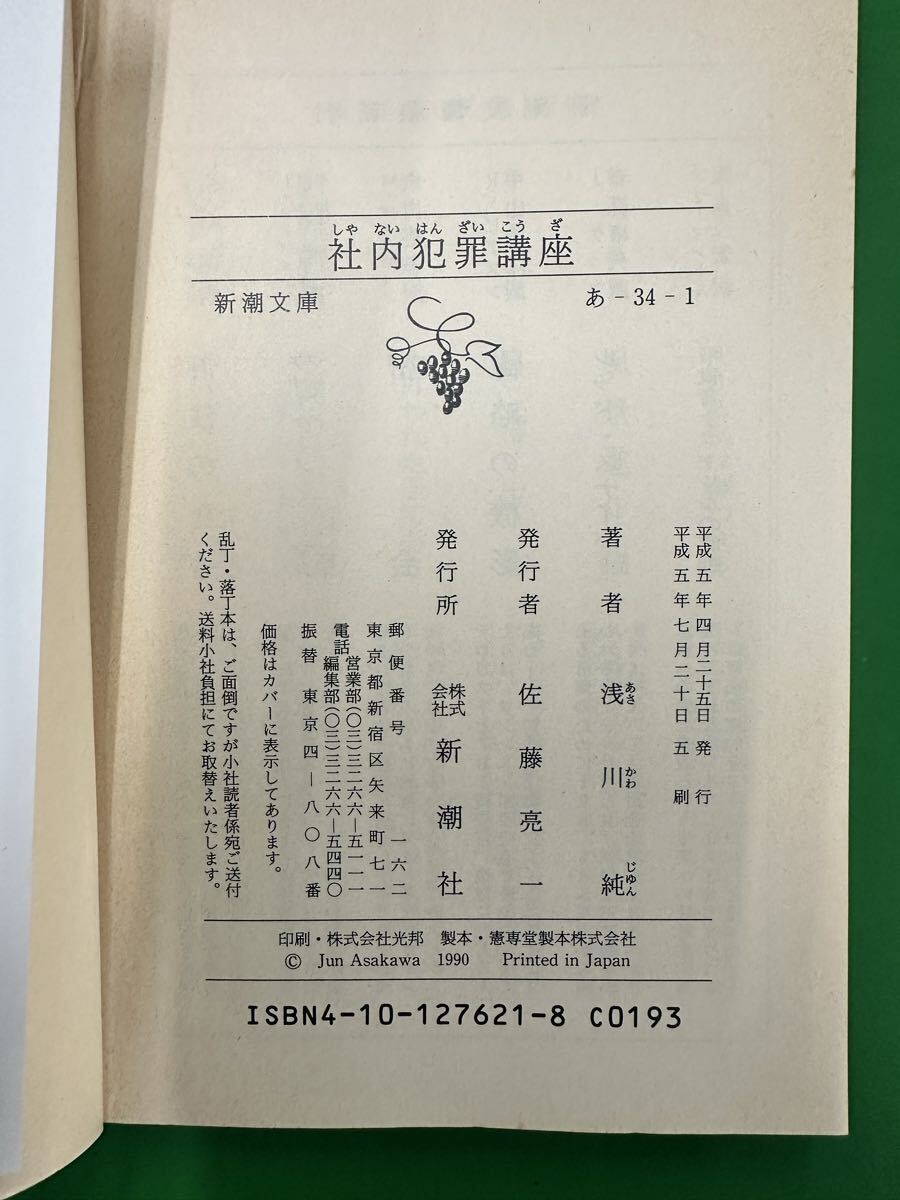 しゃ ない はん ざい こう ざ
社内犯罪講座
新潮文庫
あ-34-1
平成五年四月二十五日発行
平成五年七月二十日五刷
著者 浅川純
あさ かわ じゆん
発行者 佐藤亮一
発行所 株式会社 新潮社
郵便番号 一六二
東京都新宿区矢来町七一
電話 営業部(〇三)三二六六―五一一一
編集部(〇三)三二六六―五四四〇
振替 東京四―八〇八番
価格はカバーに表示してあります。
乱丁・落丁本は、ご面倒ですが小社読者係宛ご送付
ください。送料小社負担にてお取替えいたします。
印刷・株式会社光邦 製本・憲専堂製本株式会社
© Jun Asakawa 1990 Printed in Japan
ISBN4-10-127621-8 C0193